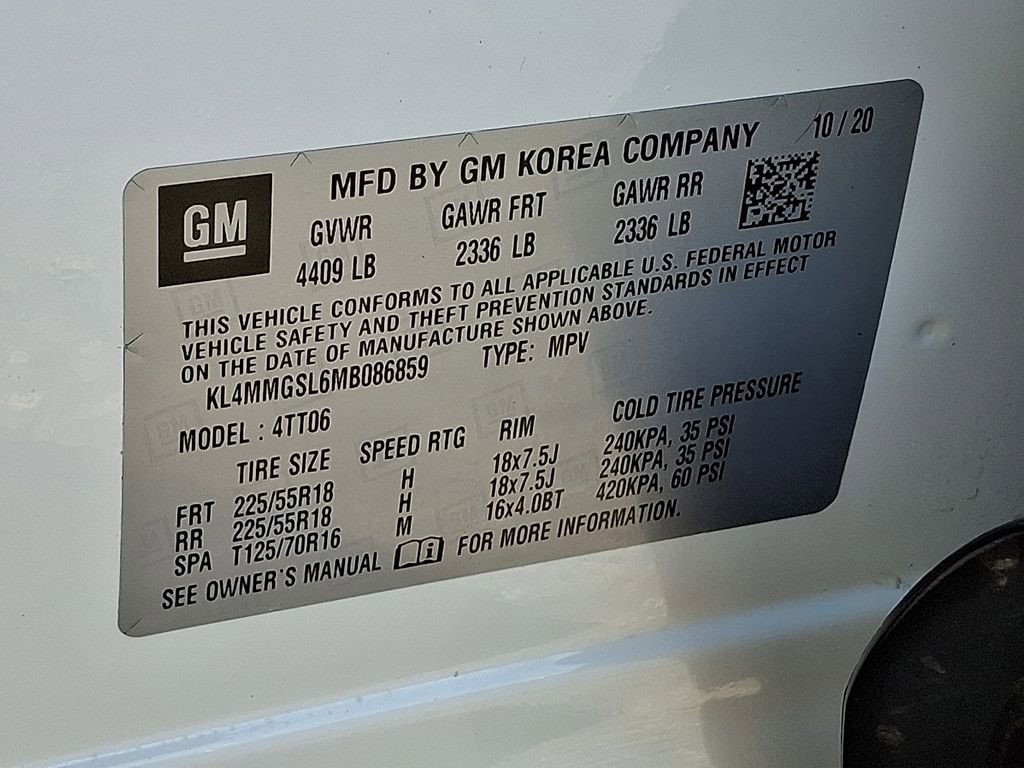 GM
MFD BY GM KOREA COMPANY 10 / 20
GVWR GAWR FRT GAWR RR
4409 LB 2336 LB 2336 LB
THIS VEHICLE CONFORMS TO ALL APPLICABLE U.S. FEDERAL MOTOR
VEHICLE SAFETY AND THEFT PREVENTION STANDARDS IN EFFECT
ON THE DATE OF MANUFACTURE SHOWN ABOVE.
KL4MMGSL6MB086859 TYPE: MPV
MODEL : 4TT06
TIRE SIZE SPEED RTG RIM COLD TIRE PRESSURE
FRT 225/55R18 H 18x7.5J 240KPA, 35 PSI
RR 225/55R18 H 18x7.5J 240KPA, 35 PSI
SPA T125/70R16 M 16x4.0BT 420KPA, 60 PSI
SEE OWNER'S MANUAL FOR MORE INFORMATION.